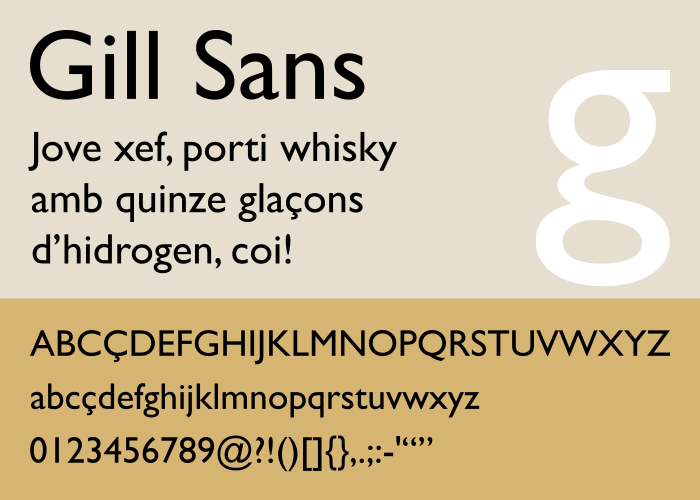 Gill Sans
g
Jove xef, porti whisky
amb quinze glaçons
d’hidrogen, coi!
ABCÇDEFGHIJKLMNOPQRSTUVWXYZ
abcçdefghijklmnopqrstuvwxyz
0123456789@?!()[]{},.;:-'“”